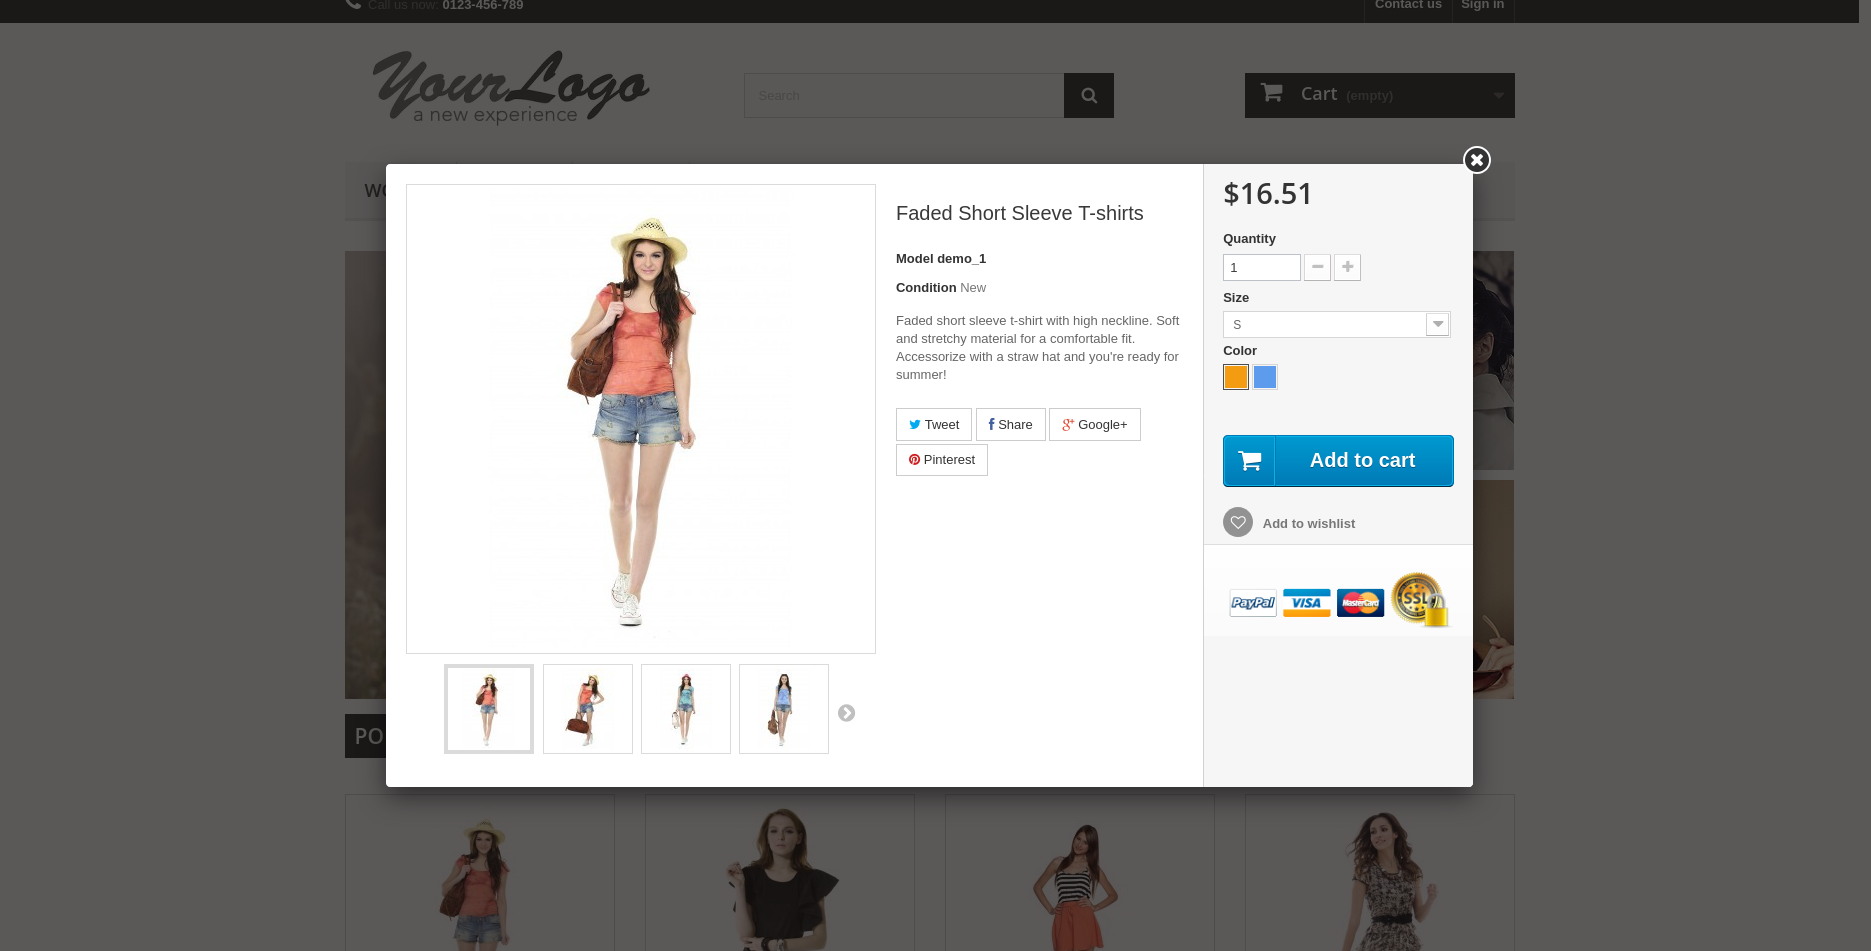 Call us now: 0123-456-789
Contact us
Sign in
YourLogo
a new experience
Search
Cart (empty)
$16.51
Faded Short Sleeve T-shirts
Quantity
Model demo_1
1
Condition New
Size
Faded short sleeve t-shirt with high neckline. Soft
and stretchy material for a comfortable fit.
Accessorize with a straw hat and you're ready for
summer!
S
Color
Tweet
Share
Google+
Pinterest
Add to cart
Add to wishlist
PayPal
VISA
MasterCard
SSL